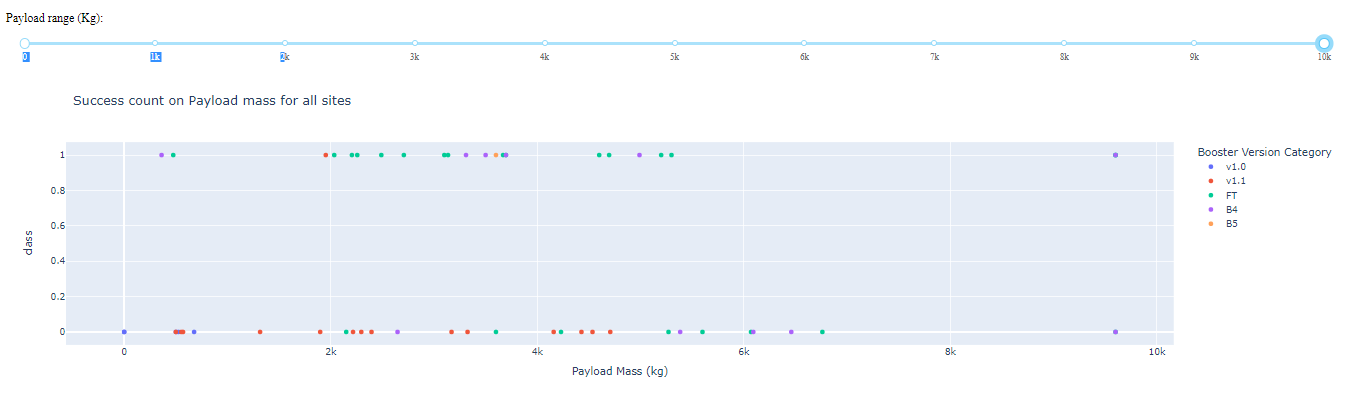 Payload range (Kg):
0 1k 2k 3k 4k 5k 6k 7k 8k 9k 10k
Success count on Payload mass for all sites
Booster Version Category
v1.0
v1.1
FT
B4
B5
1
0.8
0.6
0.4
0.2
0
class
0 2k 4k 6k 8k 10k
Payload Mass (kg)